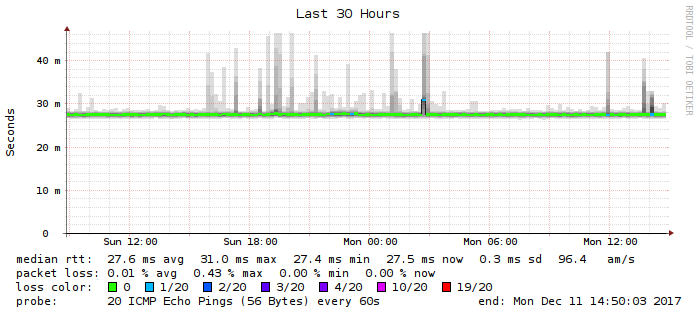 Last 30 Hours
RRDTOOL / TOBI OETIKER
Seconds
40 m
30 m
20 m
10 m
0
Sun 12:00 Sun 18:00 Mon 00:00 Mon 06:00 Mon 12:00
median rtt: 27.6 ms avg 31.0 ms max 27.4 ms min 27.5 ms now 0.3 ms sd 96.4 am/s
packet loss: 0.01 % avg 0.43 % max 0.00 % min 0.00 % now
loss color: 0 1/20 2/20 3/20 4/20 10/20 19/20
probe: 20 ICMP Echo Pings (56 Bytes) every 60s end: Mon Dec 11 14:50:03 2017